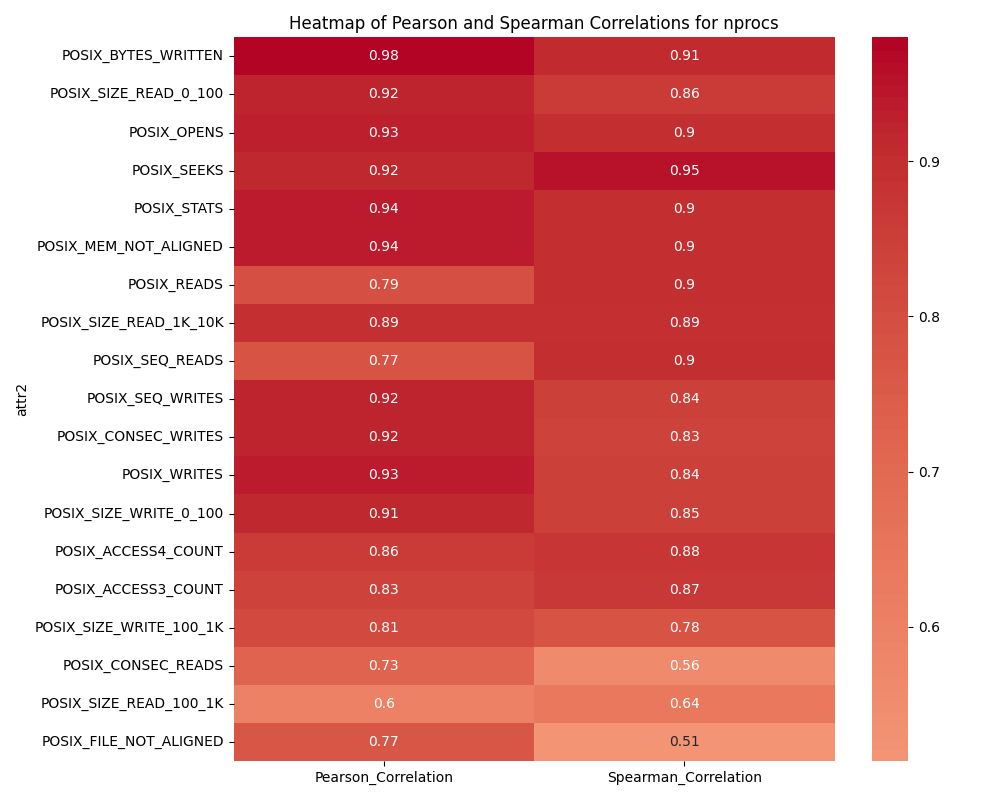 Heatmap of Pearson and Spearman Correlations for nprocs
attr2
POSIX_BYTES_WRITTEN 0.98 0.91
POSIX_SIZE_READ_0_100 0.92 0.86
POSIX_OPENS 0.93 0.9
POSIX_SEEKS 0.92 0.95
POSIX_STATS 0.94 0.9
POSIX_MEM_NOT_ALIGNED 0.94 0.9
POSIX_READS 0.79 0.9
POSIX_SIZE_READ_1K_10K 0.89 0.89
POSIX_SEQ_READS 0.77 0.9
POSIX_SEQ_WRITES 0.92 0.84
POSIX_CONSEC_WRITES 0.92 0.83
POSIX_WRITES 0.93 0.84
POSIX_SIZE_WRITE_0_100 0.91 0.85
POSIX_ACCESS4_COUNT 0.86 0.88
POSIX_ACCESS3_COUNT 0.83 0.87
POSIX_SIZE_WRITE_100_1K 0.81 0.78
POSIX_CONSEC_READS 0.73 0.56
POSIX_SIZE_READ_100_1K 0.6 0.64
POSIX_FILE_NOT_ALIGNED 0.77 0.51
Pearson_Correlation Spearman_Correlation
0.9
0.8
0.7
0.6